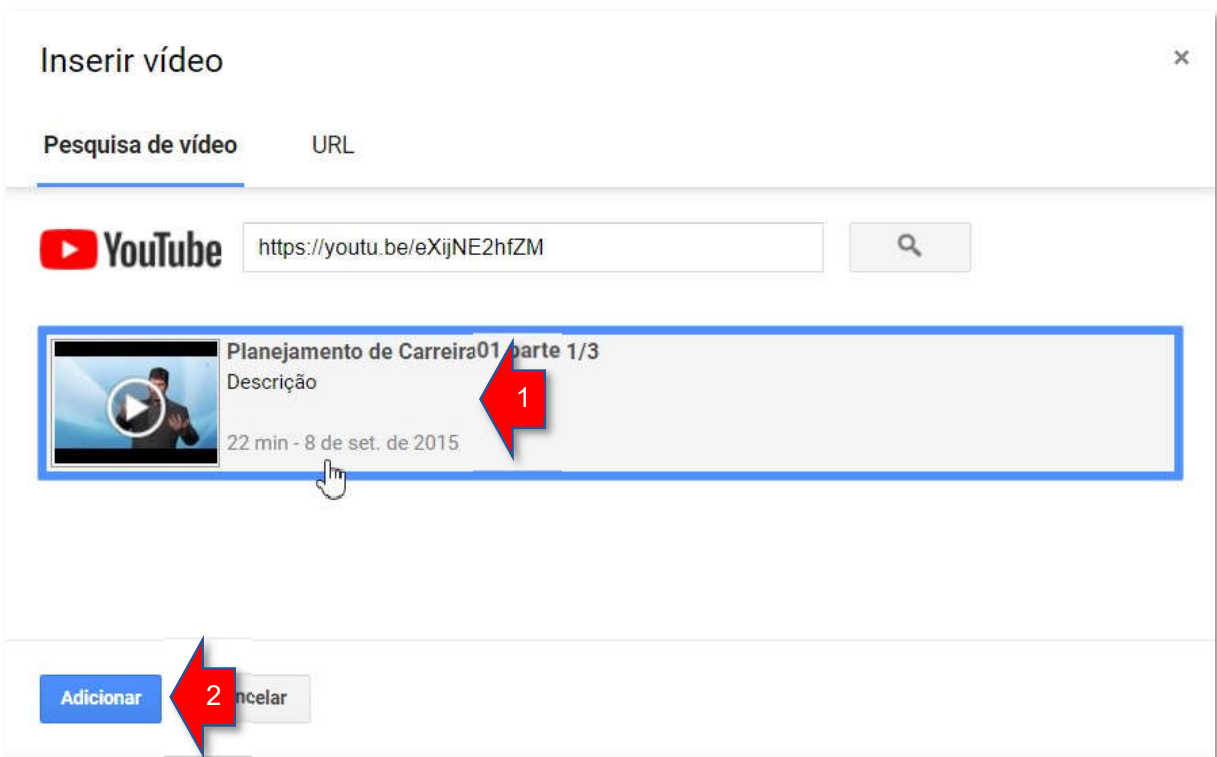 Inserir vídeo ×
Pesquisa de vídeo URL
YouTube https://youtu.be/eXijNE2hfZM
Planejamento de Carreira01 parte 1/3
Descrição
1
22 min - 8 de set. de 2015
Adicionar 2 ncelar